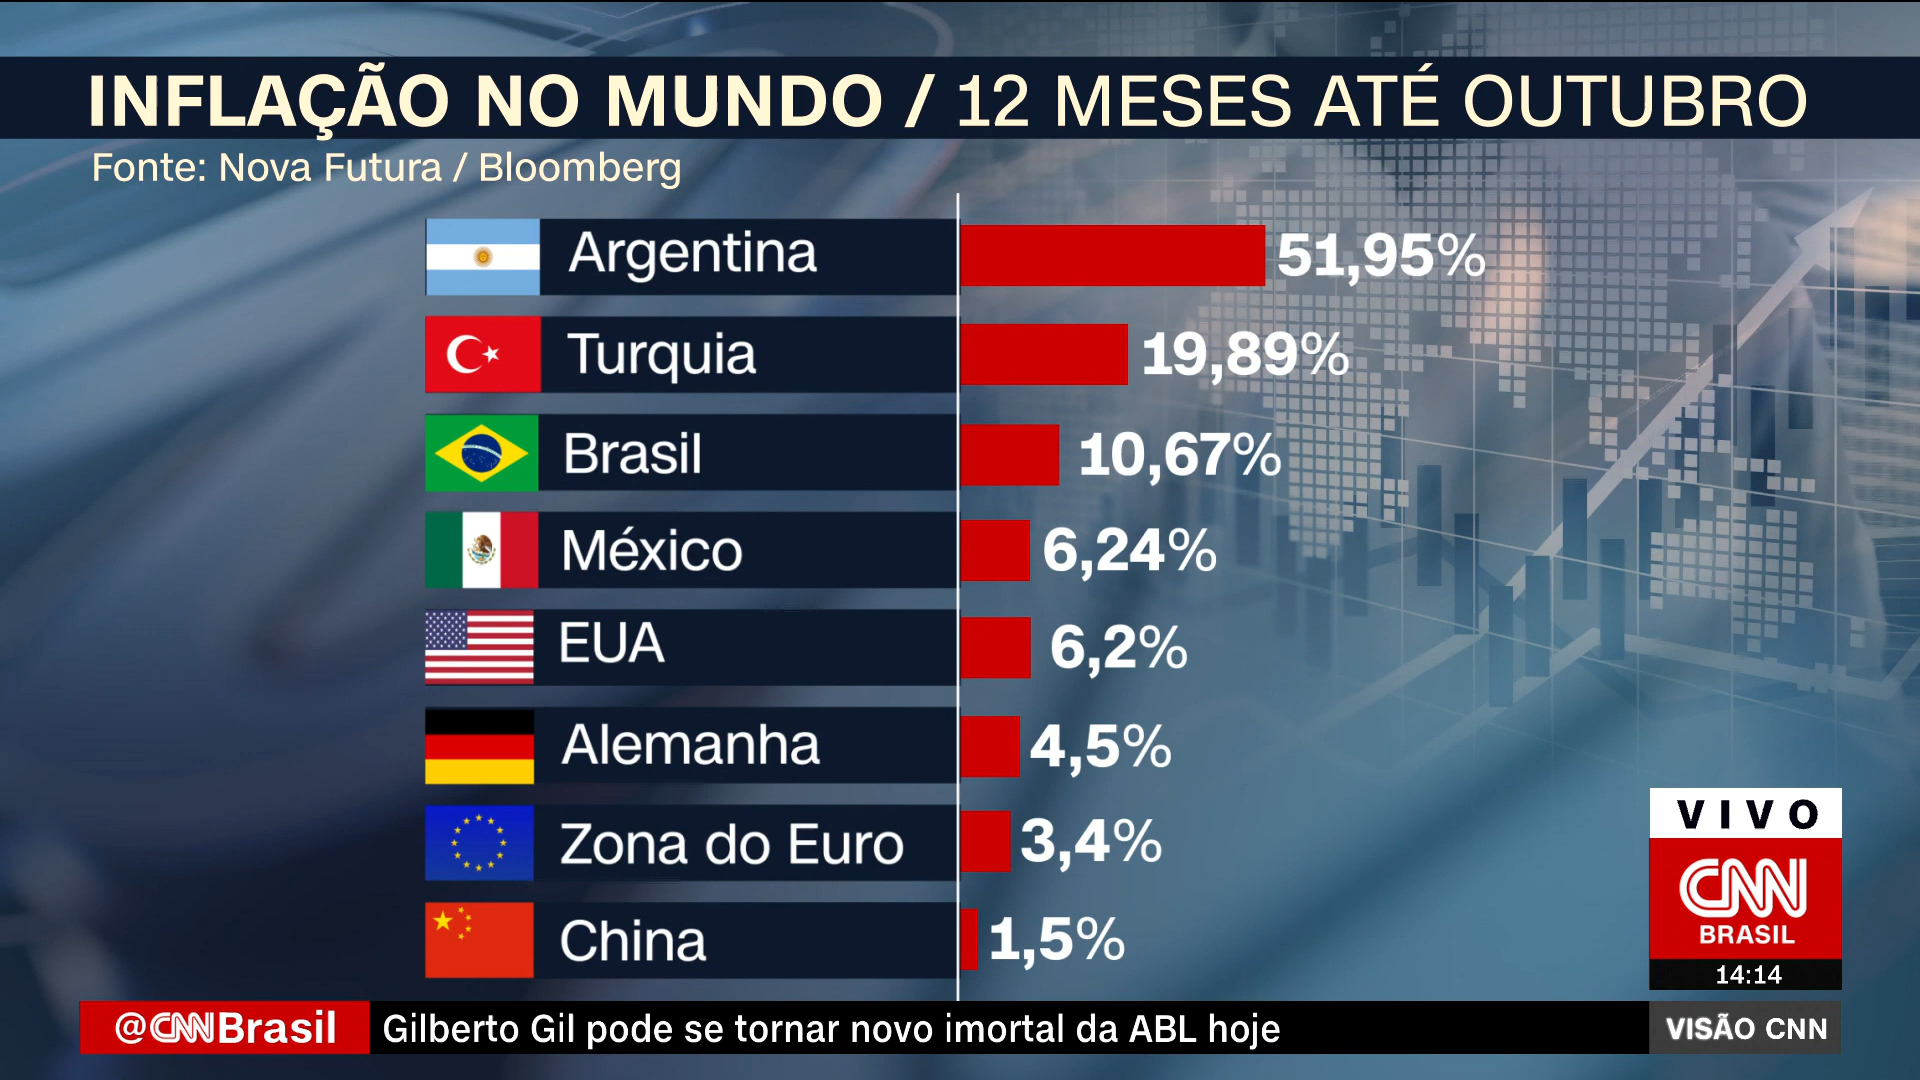 INFLAÇÃO NO MUNDO / 12 MESES ATÉ OUTUBRO
Fonte: Nova Futura / Bloomberg
Argentina 51,95%
Turquia 19,89%
Brasil 10,67%
México 6,24%
EUA 6,2%
Alemanha 4,5%
Zona do Euro 3,4%
China 1,5%
VIVO
CNN
BRASIL
14:14
@CNNBrasil Gilberto Gil pode se tornar novo imortal da ABL hoje VISÃO CNN